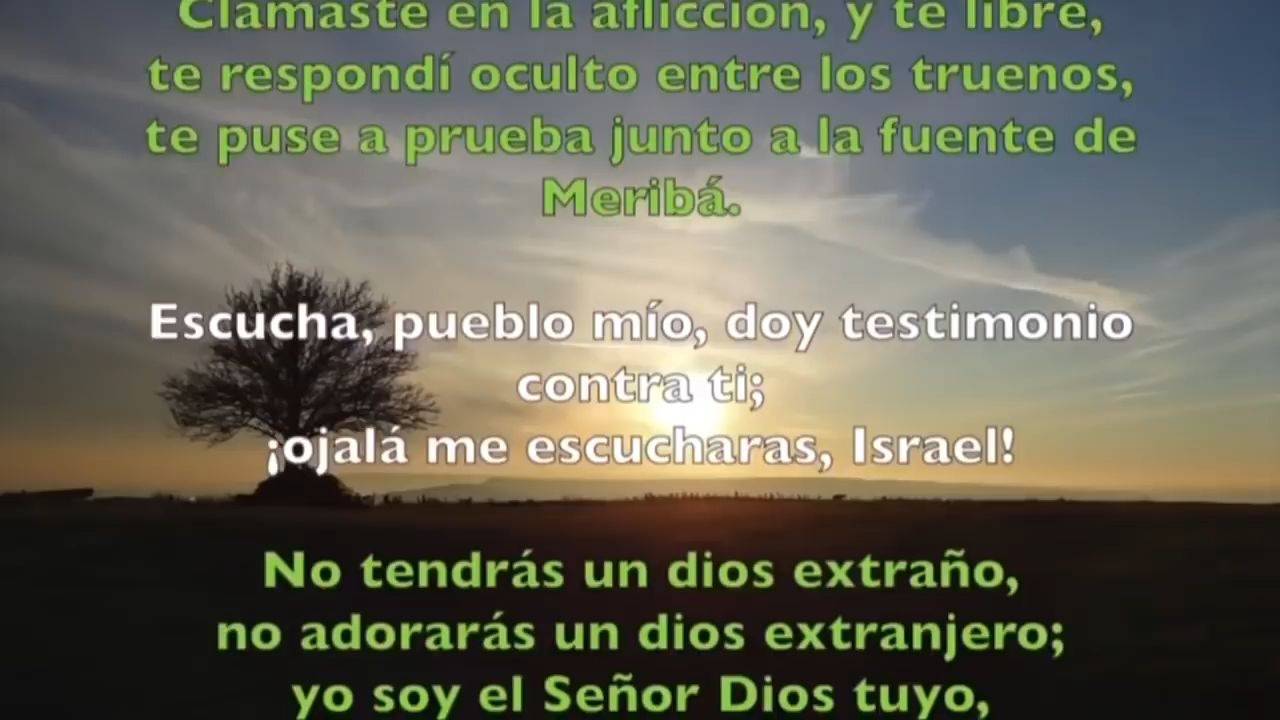 Clamaste en la aflicción, y te libré,
te respondí oculto entre los truenos,
te puse a prueba junto a la fuente de
Meribá.
Escucha, pueblo mío, doy testimonio
contra ti;
¡ojalá me escucharas, Israel!
No tendrás un dios extraño,
no adorarás un dios extranjero;
yo soy el Señor Dios tuyo,